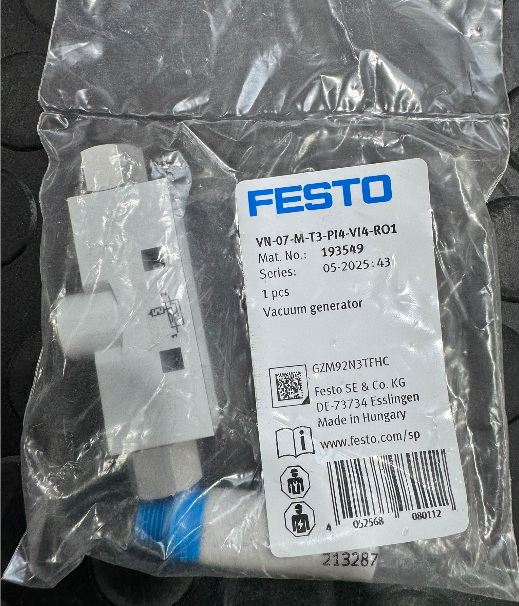 FESTO
VN-07-M-T3-PI4-VI4-RO1
Mat. No.: 193549
Series: 05-2025:43
1 pcs
Vacuum generator
GZM92N3TFHC
Festo SE & Co. KG
DE-73734 Esslingen
Made in Hungary
www.festo.com/sp
4 052568 080112
213287